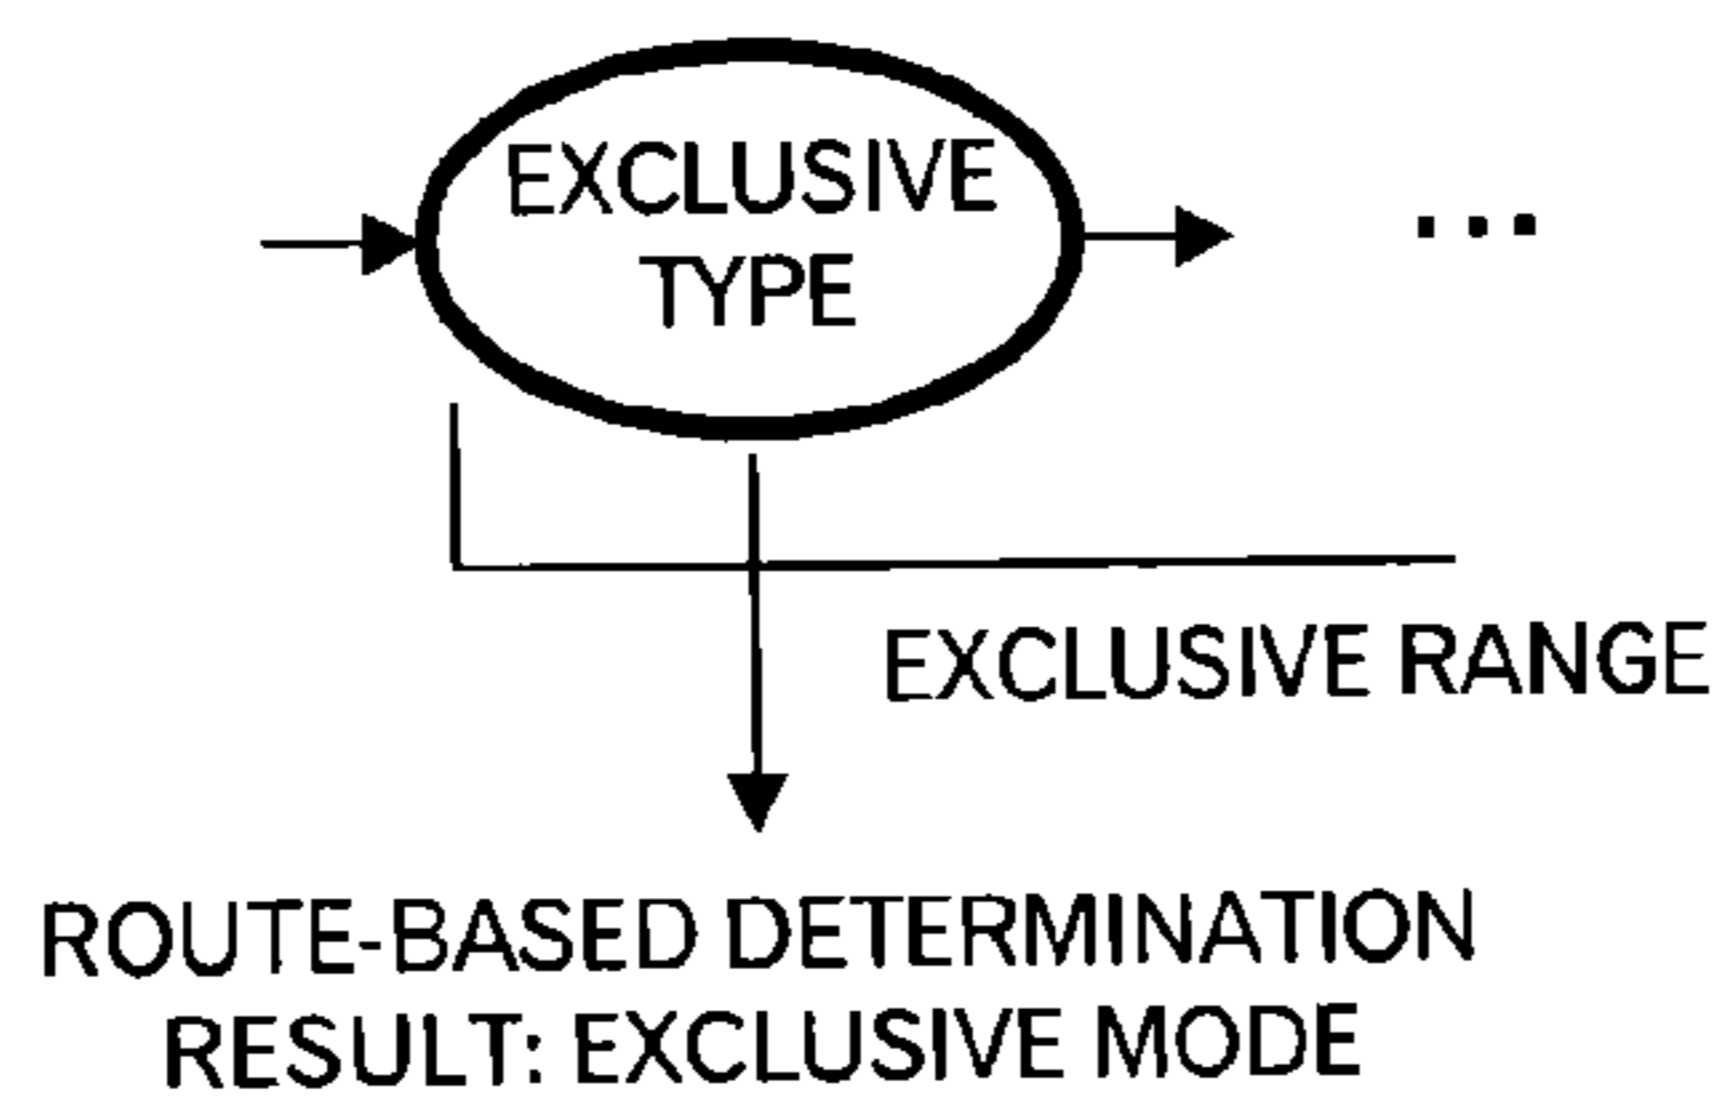 EXCLUSIVE
TYPE
...
EXCLUSIVE RANGE
ROUTE-BASED DETERMINATION
RESULT: EXCLUSIVE MODE